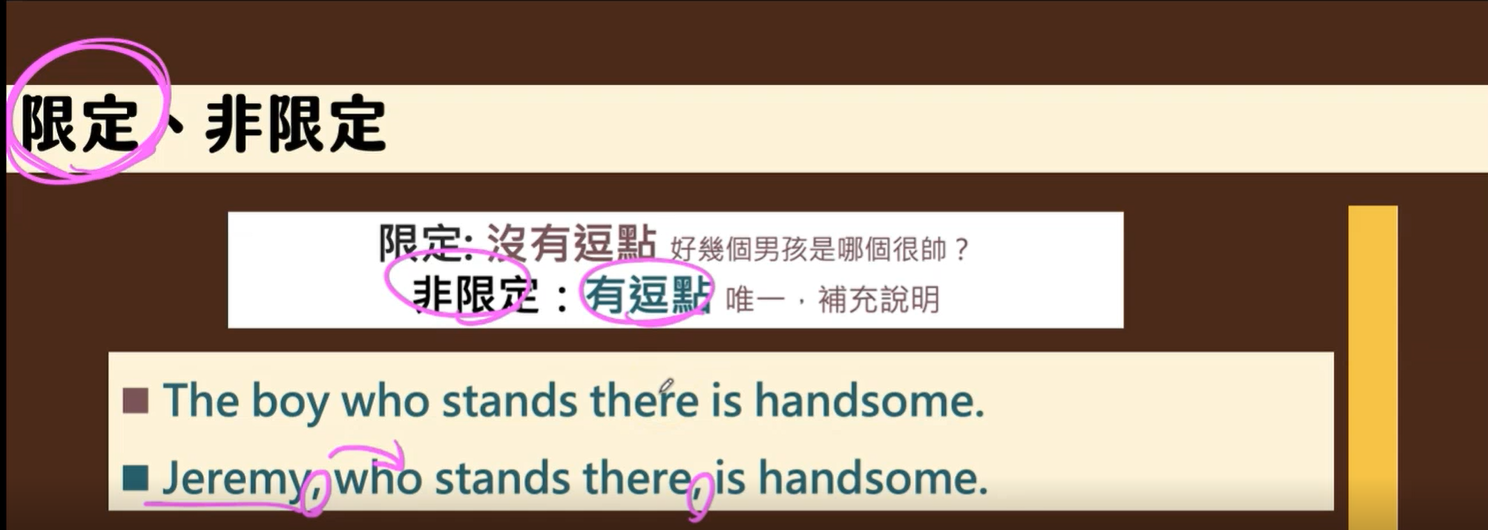 限定、非限定
限定: 沒有逗點 好幾個男孩是哪個很帥？
非限定：有逗點 唯一，補充說明
The boy who stands there is handsome.
Jeremy, who stands there, is handsome.